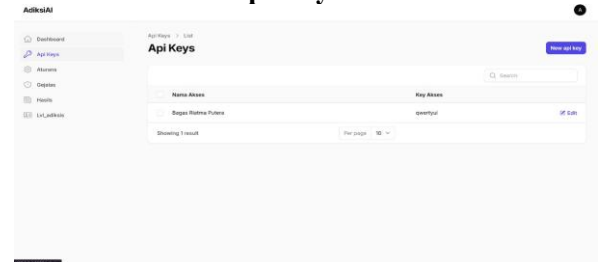 AdiksiAI
A
Dashboard
Api Keys
Aturans
Gejalas
Hasils
Lvl_adiksis
Api Keys > List
Api Keys
New api key
Search
Nama Akses
Key Akses
Bagas Ristma Putera
qwertyui
Edit
Showing 1 result
Per page 10